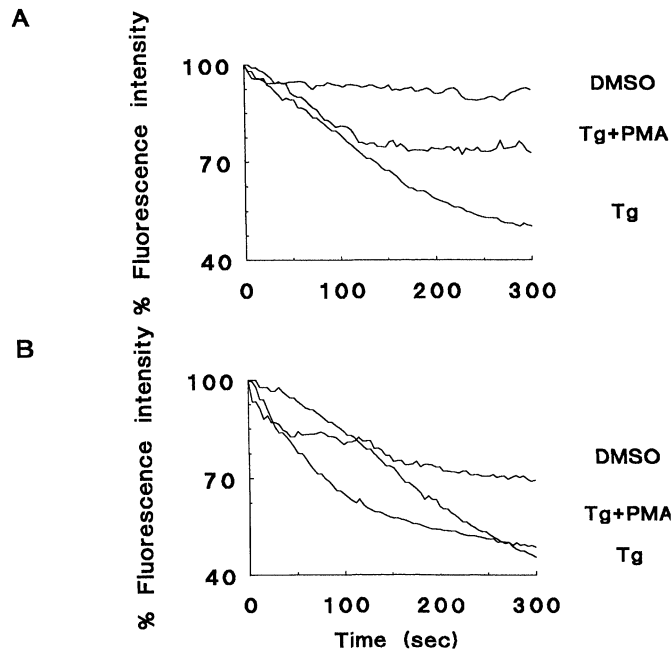 A
% Fluorescence intensity
100
70
40
0 100 200 300
DMSO
Tg+PMA
Tg
B
% Fluorescence intensity
100
70
40
0 100 200 300
Time (sec)
DMSO
Tg+PMA
Tg